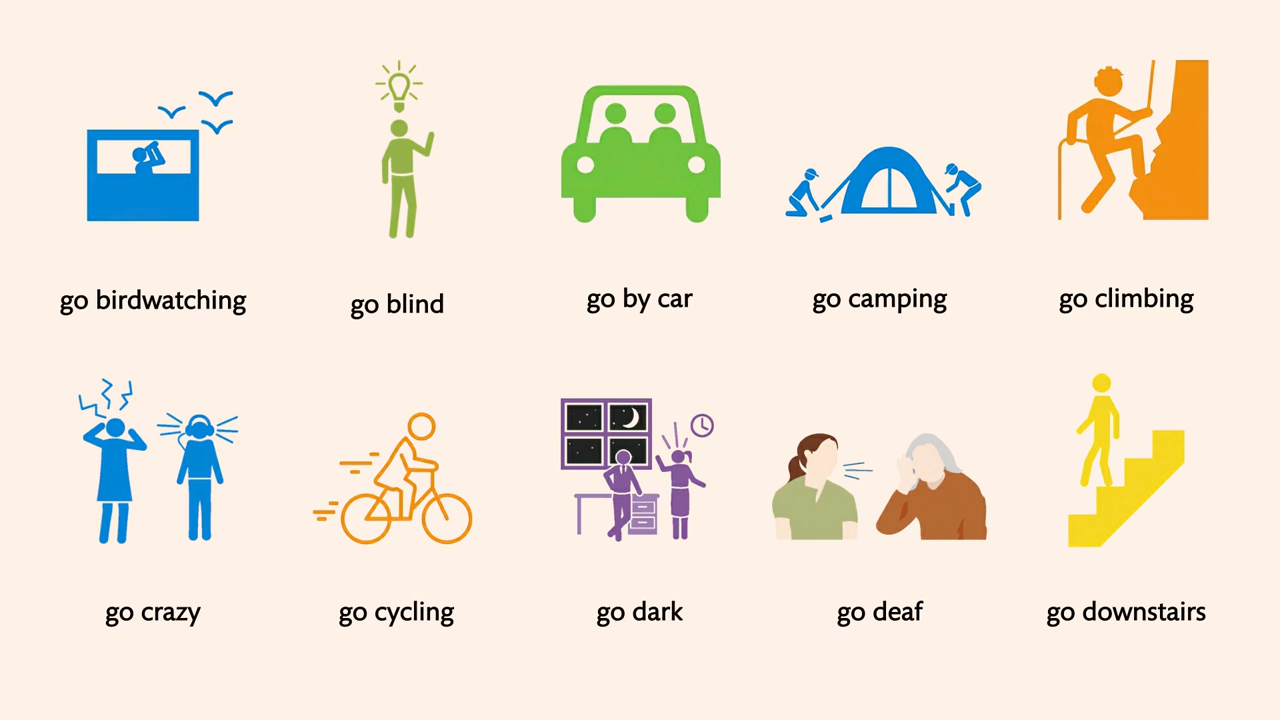 go birdwatching
go blind
go by car
go camping
go climbing
go crazy
go cycling
go dark
go deaf
go downstairs